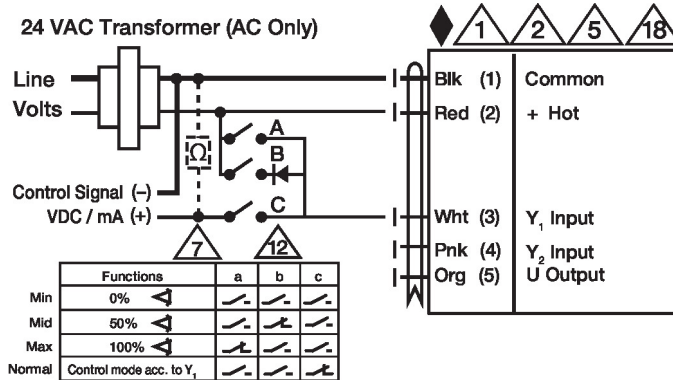 24 VAC Transformer (AC Only)
1 2 5 18
Line
Volts
Blk (1) Common
Red (2) + Hot
A
B
Ω
C
Control Signal (–)
VDC / mA (+)
Wht (3) Y₁ Input
Pnk (4) Y₂ Input
Org (5) U Output
7
12
Functions a b c
Min 0%
Mid 50%
Max 100%
Normal Control mode acc. to Y₁